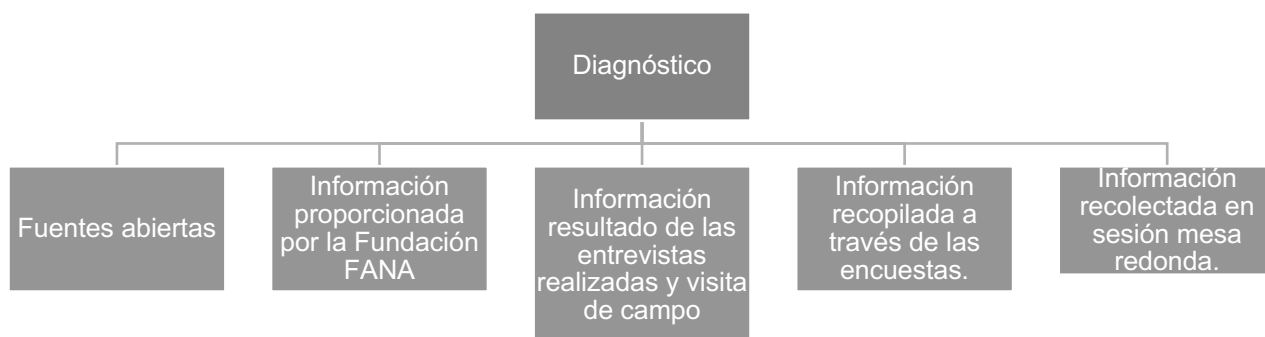 Diagnóstico
Fuentes abiertas
Información
proporcionada
por la Fundación
FANA
Información
resultado de las
entrevistas
realizadas y visita
de campo
Información
recopilada a
través de las
encuestas.
Información
recolectada en
sesión mesa
redonda.